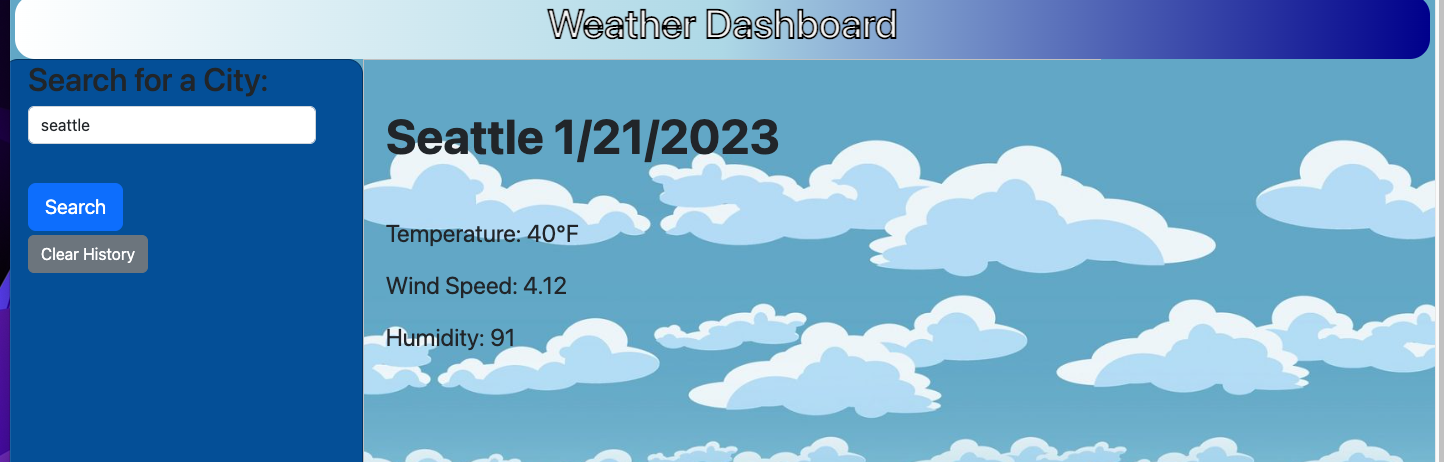 Weather Dashboard
Search for a City:
seattle
Search
Clear History
Seattle 1/21/2023
Temperature: 40°F
Wind Speed: 4.12
Humidity: 91